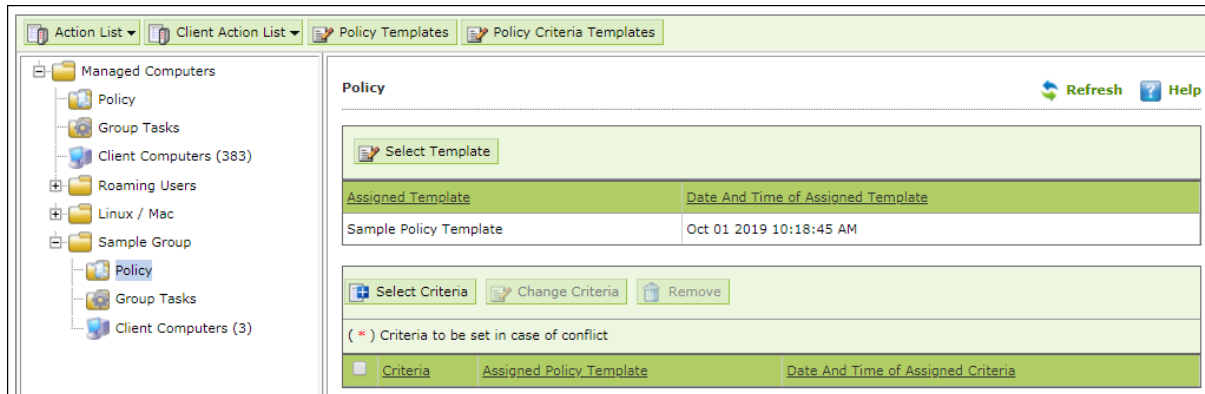 Action List Client Action List Policy Templates Policy Criteria Templates
Managed Computers
Policy
Group Tasks
Client Computers (383)
Roaming Users
Linux / Mac
Sample Group
Policy
Group Tasks
Client Computers (3)
Policy Refresh Help
Select Template
Assigned Template Date And Time of Assigned Template
Sample Policy Template Oct 01 2019 10:18:45 AM
Select Criteria Change Criteria Remove
( * ) Criteria to be set in case of conflict
Criteria Assigned Policy Template Date And Time of Assigned Criteria